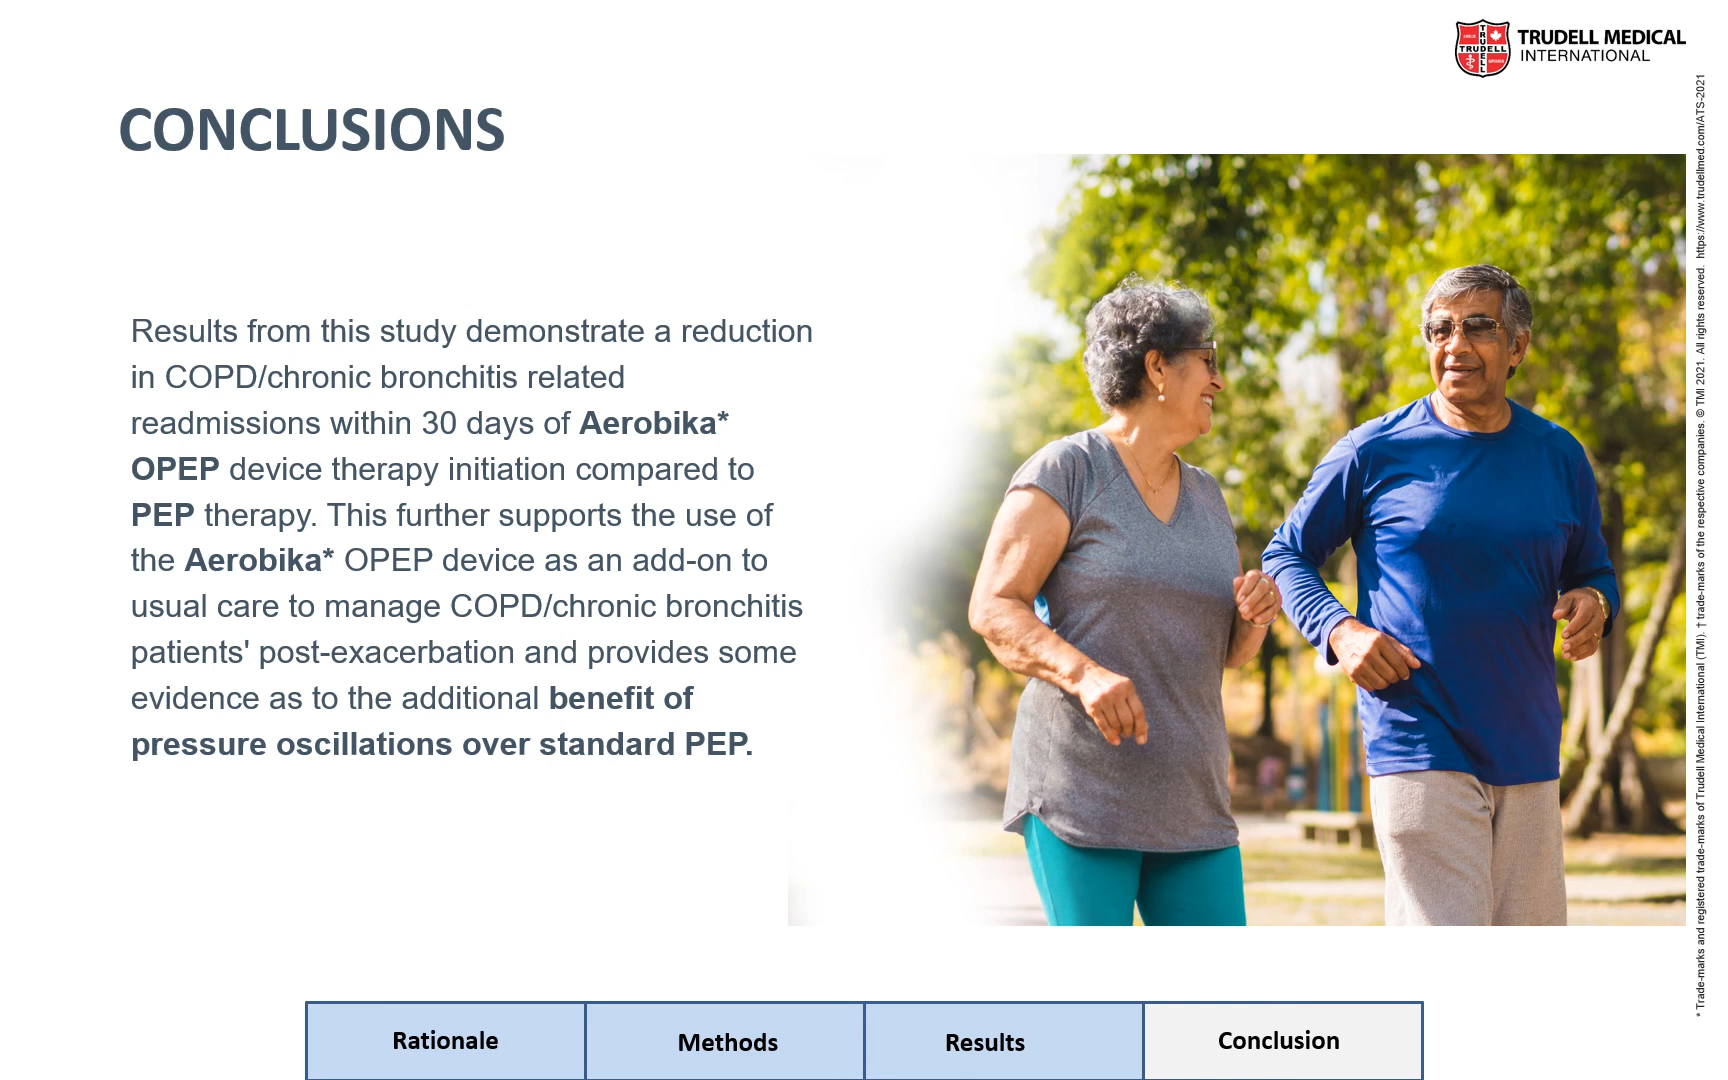 TRUDELL
TRUDELL
TRUDELL MEDICAL
INTERNATIONAL
CONCLUSIONS
Results from this study demonstrate a reduction
in COPD/chronic bronchitis related
readmissions within 30 days of Aerobika*
OPEP device therapy initiation compared to
PEP therapy. This further supports the use of
the Aerobika* OPEP device as an add-on to
usual care to manage COPD/chronic bronchitis
patients' post-exacerbation and provides some
evidence as to the additional benefit of
pressure oscillations over standard PEP.
* Trade-marks and registered trade-marks of Trudell Medical International (TMI). † trade-marks of the respective companies. © TMI 2021. All rights reserved. https://www.trudellmed.com/ATS-2021
Rationale
Methods
Results
Conclusion